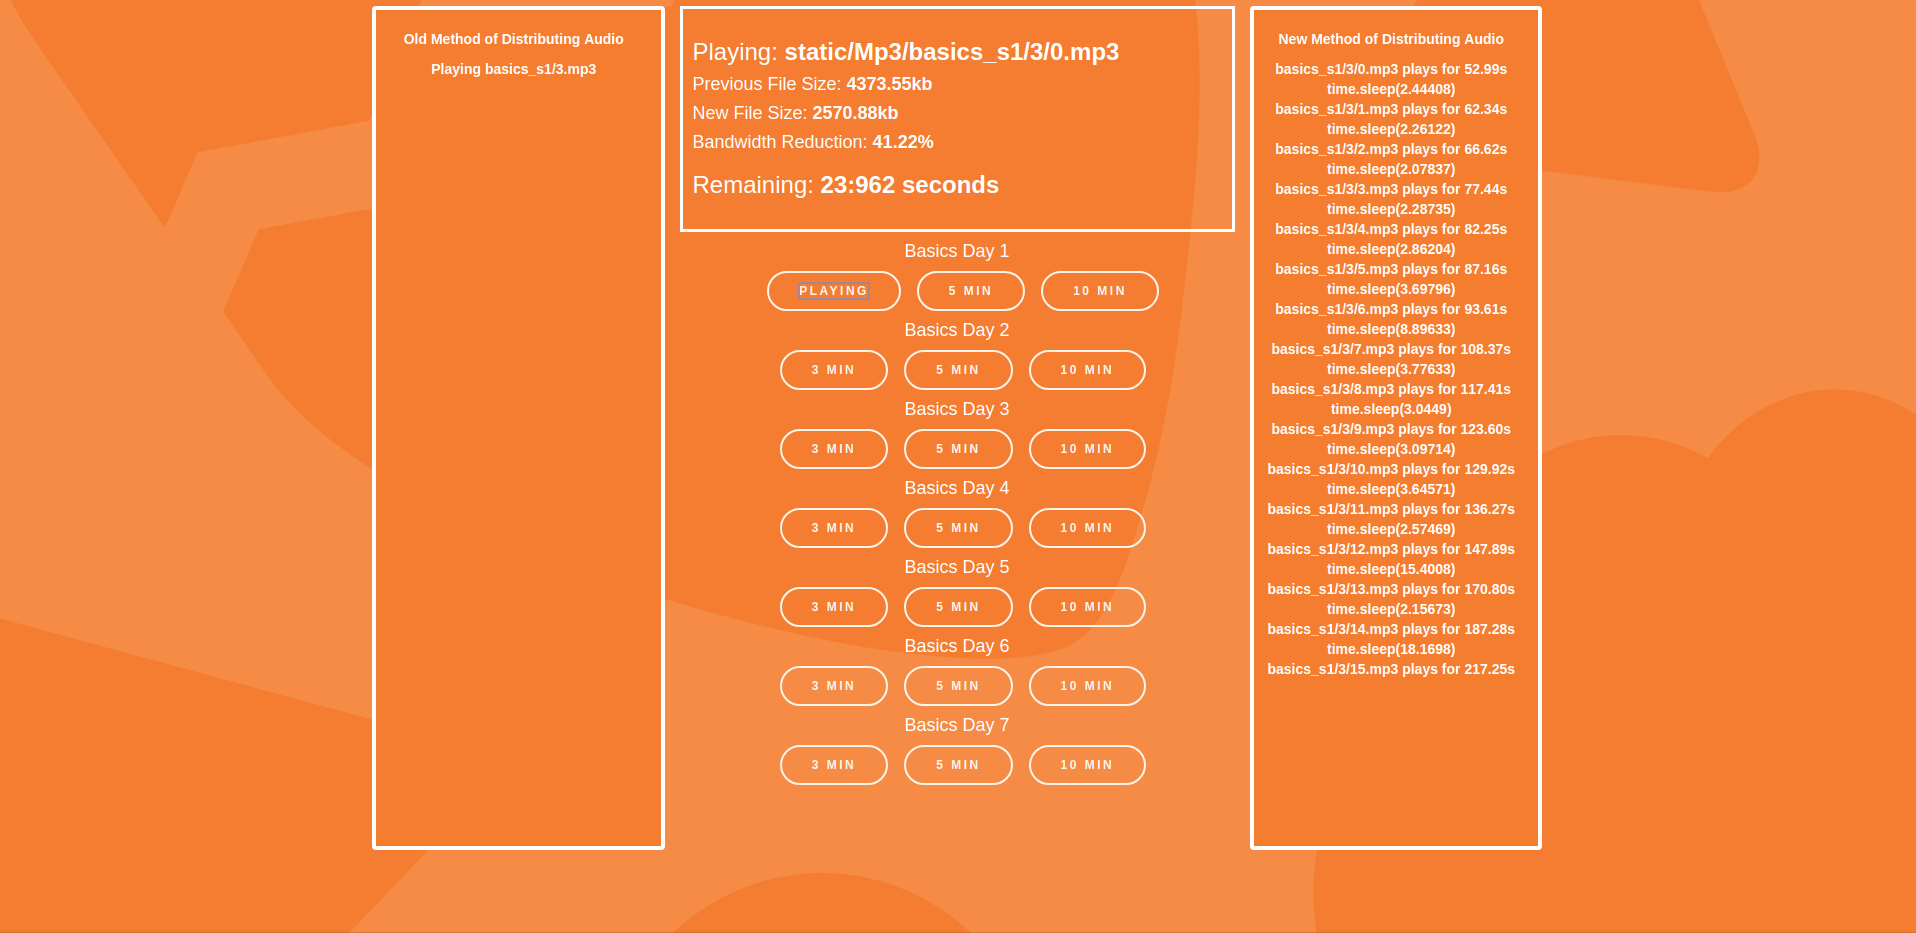 Old Method of Distributing Audio
Playing basics_s1/3.mp3
Playing: static/Mp3/basics_s1/3/0.mp3
Previous File Size: 4373.55kb
New File Size: 2570.88kb
Bandwidth Reduction: 41.22%
Remaining: 23:962 seconds
Basics Day 1
PLAYING 5 MIN 10 MIN
Basics Day 2
3 MIN 5 MIN 10 MIN
Basics Day 3
3 MIN 5 MIN 10 MIN
Basics Day 4
3 MIN 5 MIN 10 MIN
Basics Day 5
3 MIN 5 MIN 10 MIN
Basics Day 6
3 MIN 5 MIN 10 MIN
Basics Day 7
3 MIN 5 MIN 10 MIN
New Method of Distributing Audio
basics_s1/3/0.mp3 plays for 52.99s
time.sleep(2.44408)
basics_s1/3/1.mp3 plays for 62.34s
time.sleep(2.26122)
basics_s1/3/2.mp3 plays for 66.62s
time.sleep(2.07837)
basics_s1/3/3.mp3 plays for 77.44s
time.sleep(2.28735)
basics_s1/3/4.mp3 plays for 82.25s
time.sleep(2.86204)
basics_s1/3/5.mp3 plays for 87.16s
time.sleep(3.69796)
basics_s1/3/6.mp3 plays for 93.61s
time.sleep(8.89633)
basics_s1/3/7.mp3 plays for 108.37s
time.sleep(3.77633)
basics_s1/3/8.mp3 plays for 117.41s
time.sleep(3.0449)
basics_s1/3/9.mp3 plays for 123.60s
time.sleep(3.09714)
basics_s1/3/10.mp3 plays for 129.92s
time.sleep(3.64571)
basics_s1/3/11.mp3 plays for 136.27s
time.sleep(2.57469)
basics_s1/3/12.mp3 plays for 147.89s
time.sleep(15.4008)
basics_s1/3/13.mp3 plays for 170.80s
time.sleep(2.15673)
basics_s1/3/14.mp3 plays for 187.28s
time.sleep(18.1698)
basics_s1/3/15.mp3 plays for 217.25s